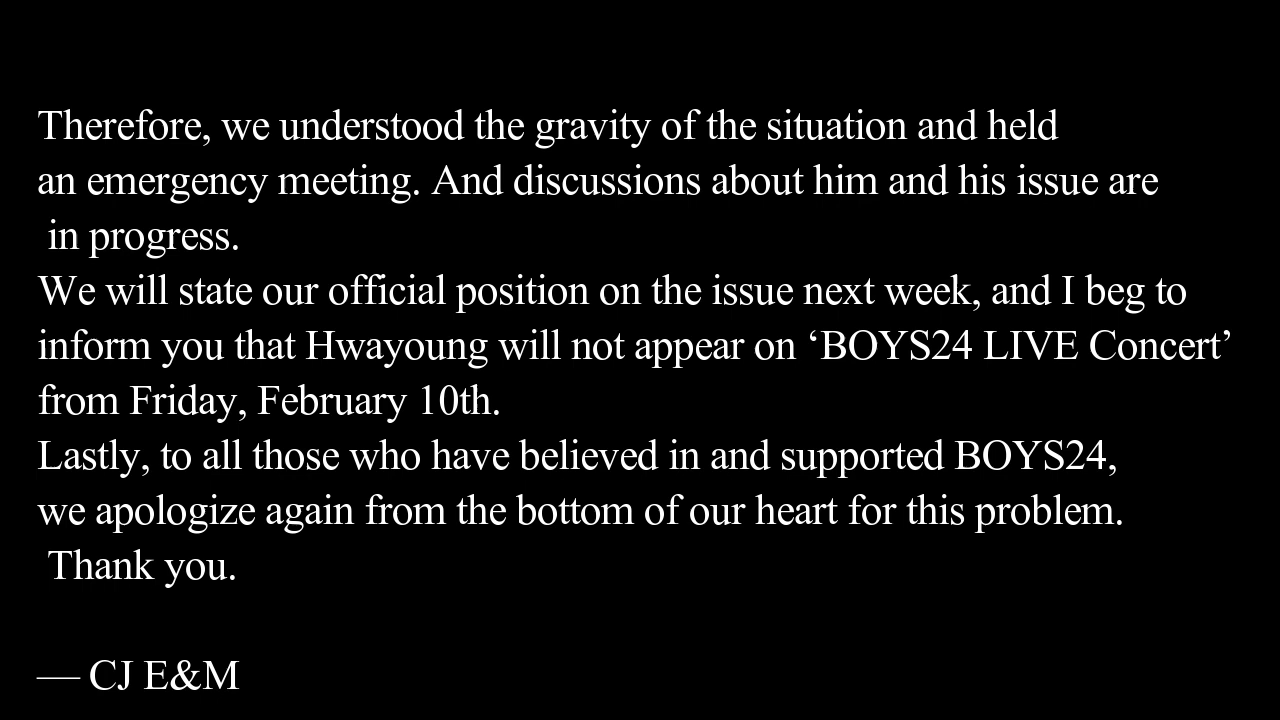 Therefore, we understood the gravity of the situation and held
an emergency meeting. And discussions about him and his issue are
in progress.
We will state our official position on the issue next week, and I beg to
inform you that Hwayoung will not appear on ‘BOYS24 LIVE Concert’
from Friday, February 10th.
Lastly, to all those who have believed in and supported BOYS24,
we apologize again from the bottom of our heart for this problem.
Thank you.
— CJ E&M